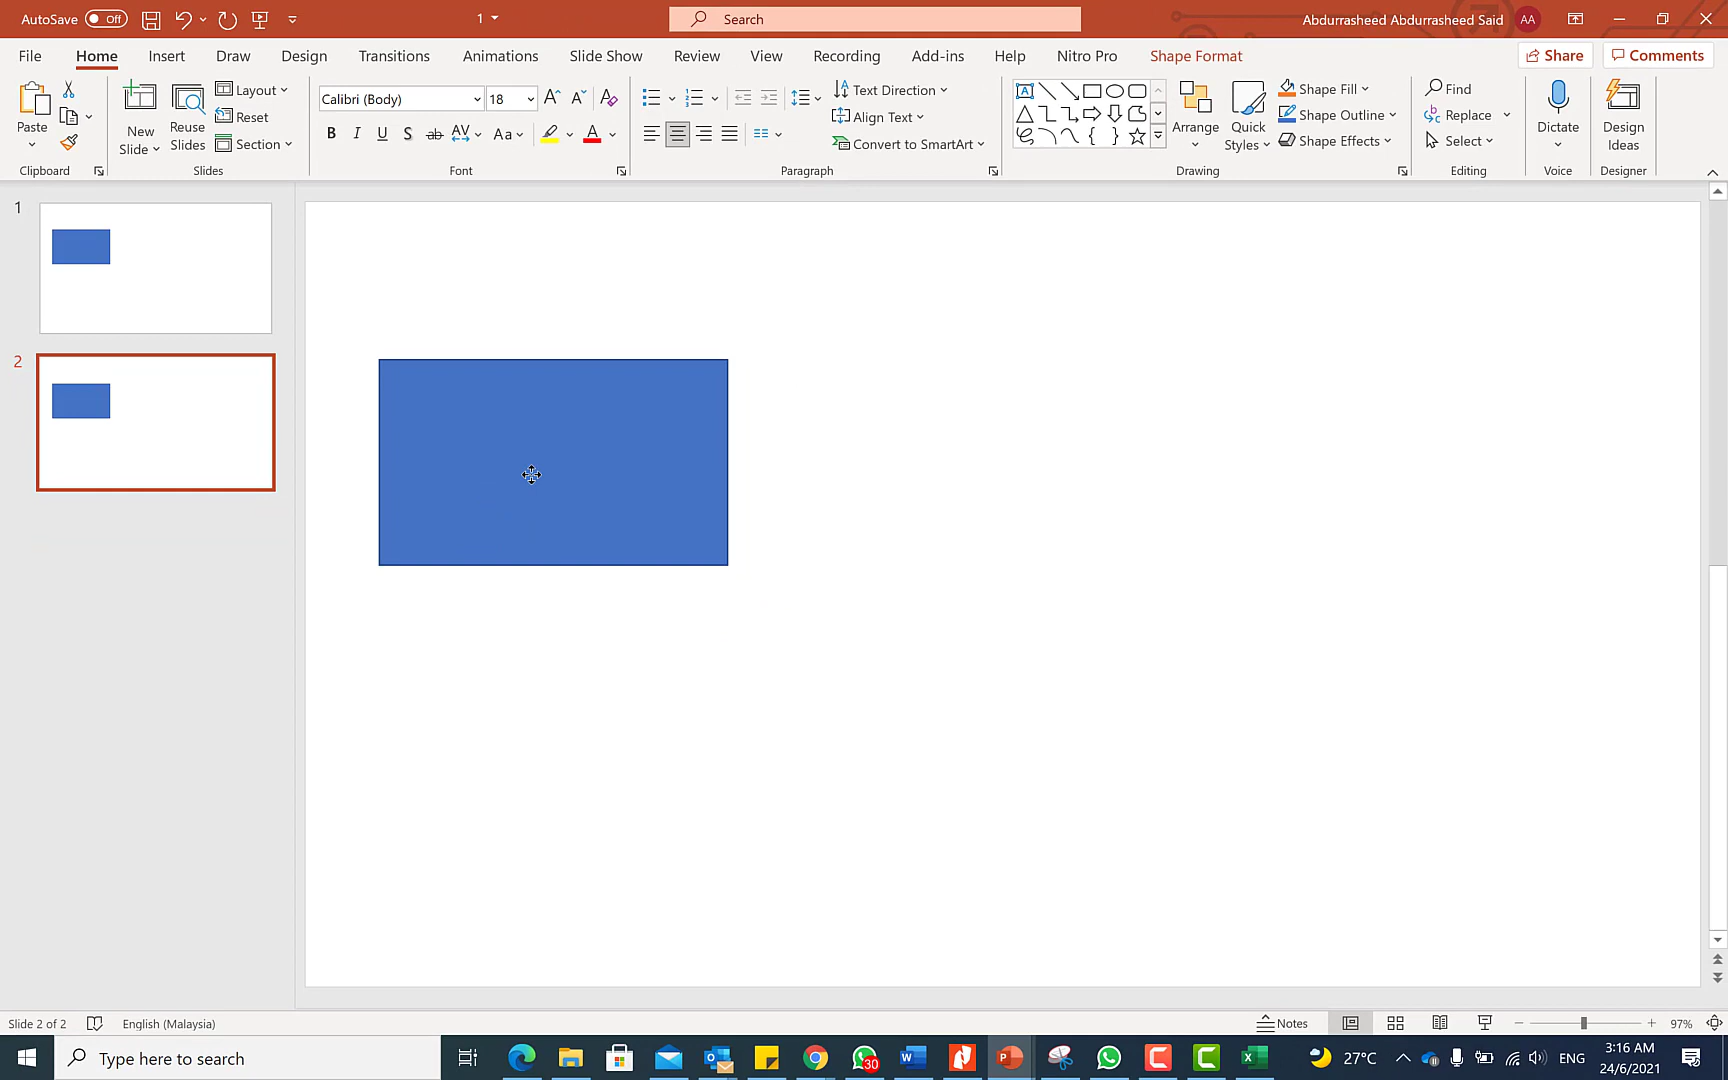 AutoSave Off 1 Search Abdurrasheed Abdurrasheed Said AA
File Home Insert Draw Design Transitions Animations Slide Show Review View Recording Add-ins Help Nitro Pro Shape Format Share Comments
Paste
Clipboard
New Slide
Reuse Slides
Layout
Reset
Section
Slides
Calibri (Body) 18
B I U S ab AV Aa A
Font
Text Direction
Align Text
Convert to SmartArt
Paragraph
Arrange
Quick Styles
Shape Fill
Shape Outline
Shape Effects
Drawing
Find
Replace
Select
Editing
Dictate
Voice
Design Ideas
Designer
1
2
Slide 2 of 2 English (Malaysia) Notes 97%
Type here to search 30 27°C ENG 3:16 AM
24/6/2021